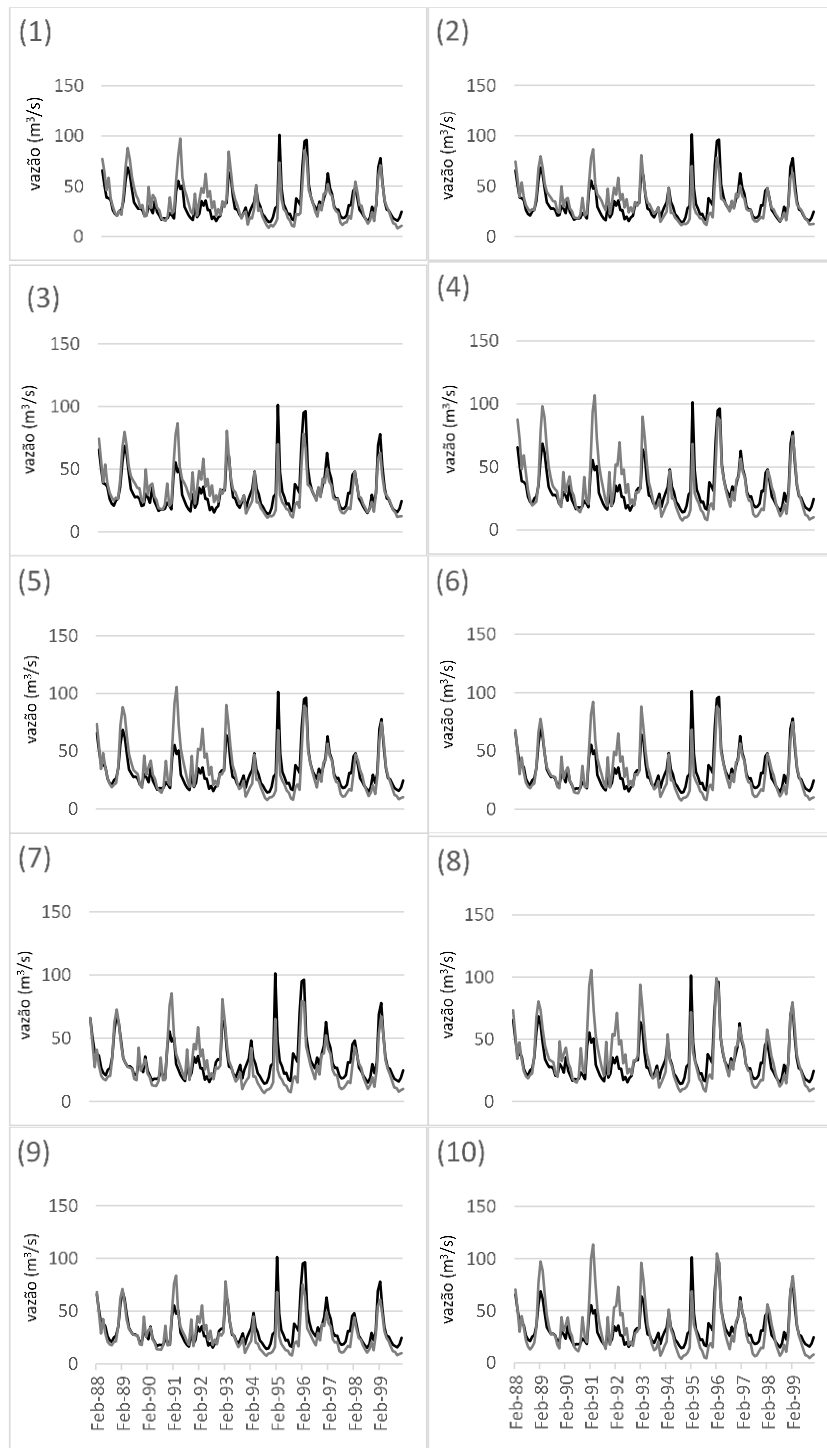 (1)
vazão (m³/s)
150
100
50
0
(2)
vazão (m³/s)
150
100
50
0
(3)
vazão (m³/s)
150
100
50
0
(4)
vazão (m³/s)
150
100
50
0
(5)
vazão (m³/s)
150
100
50
0
(6)
vazão (m³/s)
150
100
50
0
(7)
vazão (m³/s)
150
100
50
0
(8)
vazão (m³/s)
150
100
50
0
(9)
vazão (m³/s)
150
100
50
0
Feb-88
Feb-89
Feb-90
Feb-91
Feb-92
Feb-93
Feb-94
Feb-95
Feb-96
Feb-97
Feb-98
Feb-99
(10)
vazão (m³/s)
150
100
50
0
Feb-88
Feb-89
Feb-90
Feb-91
Feb-92
Feb-93
Feb-94
Feb-95
Feb-96
Feb-97
Feb-98
Feb-99